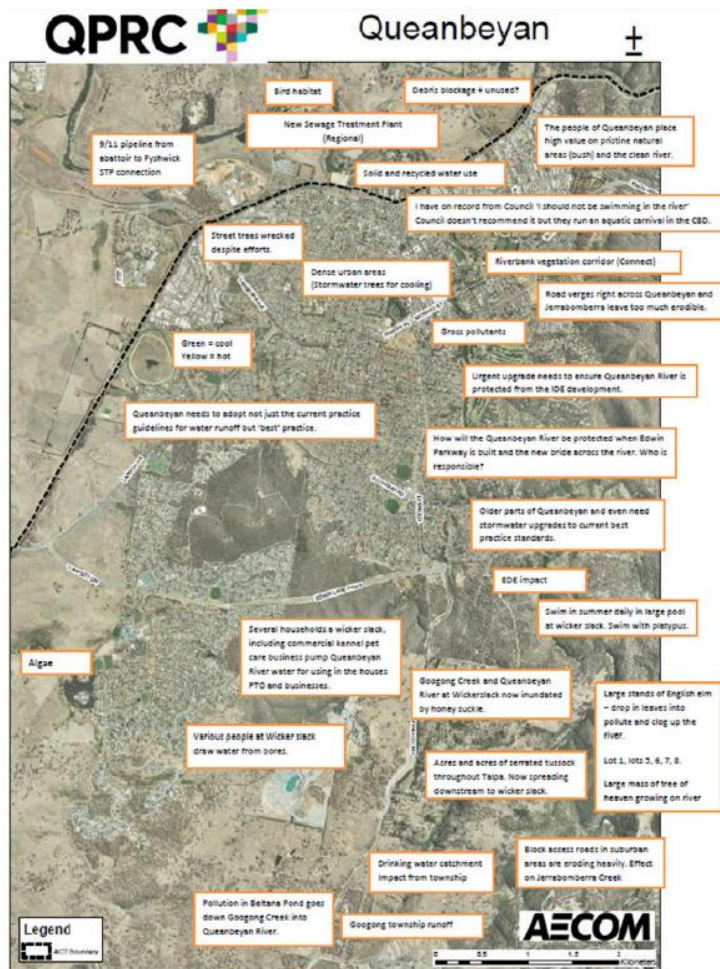 QPRC
Queanbeyan
±
Bird habitat
Debris blockage + unused?
New Sewage Treatment Plant
(Regional)
The people of Queanbeyan place
high value on pristine natural
areas (bush) and the clean river.
9/11 pipeline from
abattoir to Fyshwick
STP connection
Solid and recycled water use
I have on record from Council 'I should not be swimming in the river'
Council doesn't recommend it but they run an aquatic carnival in the CBD.
Street trees wrecked
despite efforts.
Riverbank vegetation corridor (Connect)
Dense urban areas
(Stormwater trees for cooling)
Road verges right across Queanbeyan and
Jerrabomberra leave too much erodible.
Gross pollutants
Green = cool
Yellow = hot
Urgent upgrade needs to ensure Queanbeyan River is
protected from the IDE development.
Queanbeyan needs to adopt not just the current practice
guidelines for water runoff but 'best' practice.
How will the Queanbeyan River be protected when Edwin
Parkway is built and the new bride across the river. Who is
responsible?
Older parts of Queanbeyan and even need
stormwater upgrades to current best
practice standards.
EDE impact
Swim in summer daily in large pool
at wicker slack. Swim with platypus.
Several households a wicker slack,
including commercial kennel pet
care business pump Queanbeyan
River water for using in the houses
PTO and businesses.
Algae
Googong Creek and Queanbeyan
River at Wickerslack now inundated
by honey suckle.
Large stands of English elm
– drop in leaves into
pollute and clog up the
river.
Lot 1, lots 5, 6, 7, 8.
Large mass of tree of
heaven growing on river
Various people at Wicker slack
draw water from bores.
Acres and acres of serrated tussock
throughout Talpa. Now spreading
downstream to wicker slack.
Drinking water catchment
Impact from township
Block access roads in suburban
areas are eroding heavily. Effect
on Jerrabomberra Creek
Pollution in Beltana Pond goes
down Googong Creek into
Queanbeyan River.
Googong township runoff
AECOM
Legend
ACT Boundary
0 0.5 1 1.5 2
Kilometres